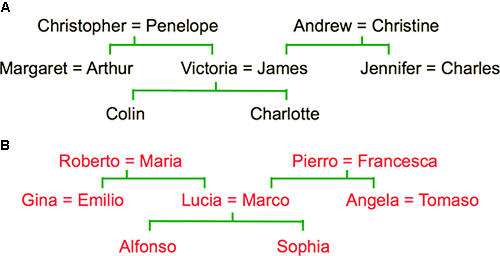 A
Christopher = Penelope Andrew = Christine
Margaret = Arthur Victoria = James Jennifer = Charles
Colin Charlotte
B
Roberto = Maria Pierro = Francesca
Gina = Emilio Lucia = Marco Angela = Tomaso
Alfonso Sophia